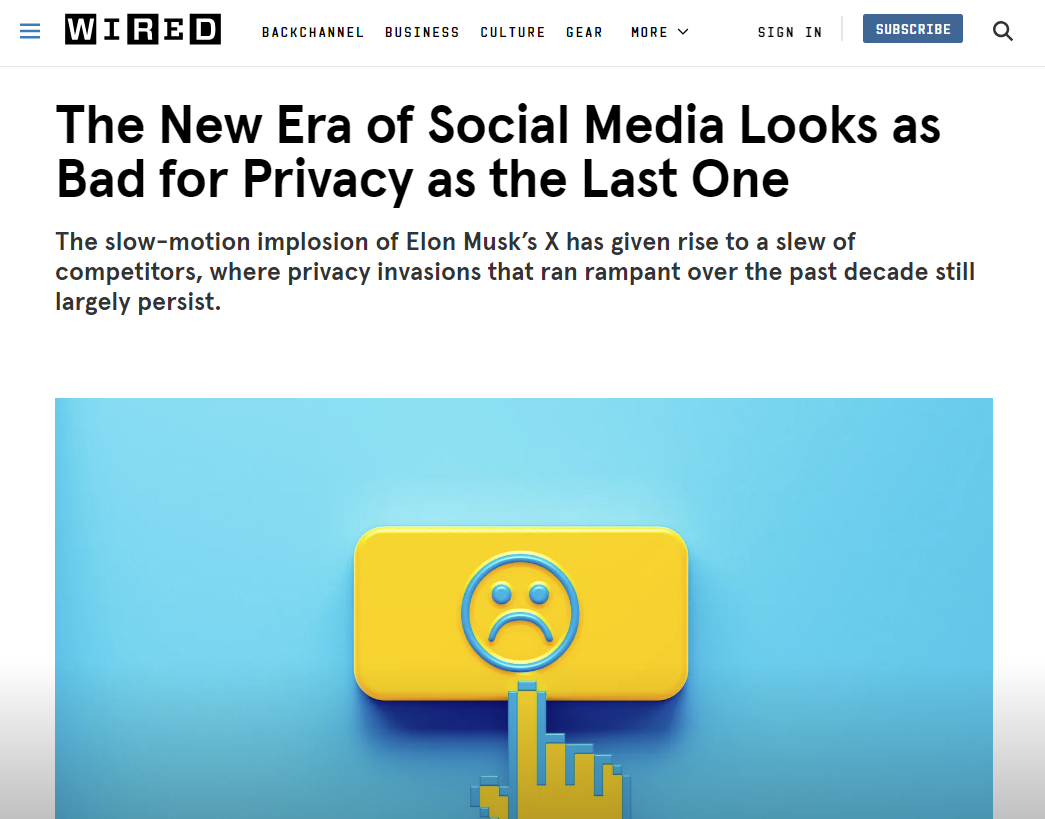 WIRED BACKCHANNEL BUSINESS CULTURE GEAR MORE SIGN IN SUBSCRIBE
The New Era of Social Media Looks as
Bad for Privacy as the Last One
The slow-motion implosion of Elon Musk’s X has given rise to a slew of
competitors, where privacy invasions that ran rampant over the past decade still
largely persist.